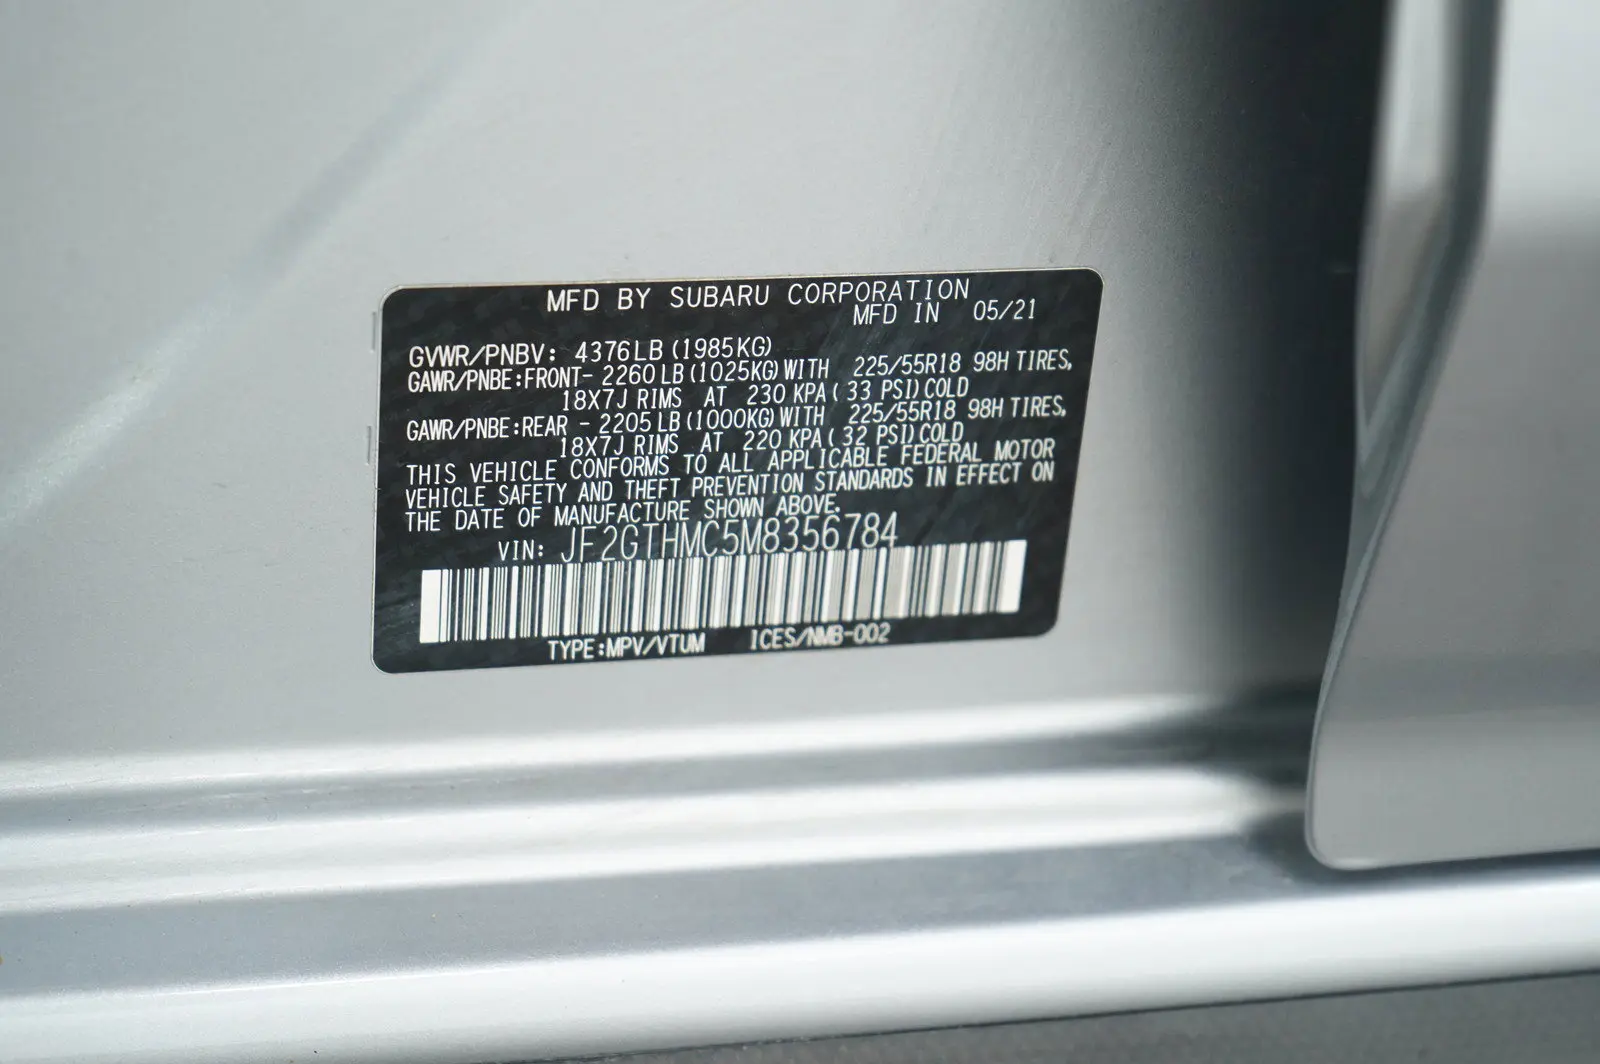 MFD BY SUBARU CORPORATION
MFD IN 05/21
GVWR/PNBV: 4376LB (1985KG)
GAWR/PNBE:FRONT- 2260 LB (1025KG) WITH 225/55R18 98H TIRES,
18X7J RIMS AT 230 KPA ( 33 PSI) COLD
GAWR/PNBE:REAR - 2205 LB (1000KG) WITH 225/55R18 98H TIRES,
18X7J RIMS AT 220 KPA ( 32 PSI) COLD
THIS VEHICLE CONFORMS TO ALL APPLICABLE FEDERAL MOTOR
VEHICLE SAFETY AND THEFT PREVENTION STANDARDS IN EFFECT ON
THE DATE OF MANUFACTURE SHOWN ABOVE.
VIN: JF2GTHMC5M8356784
TYPE:MPV/VTUM ICES/NMB-002